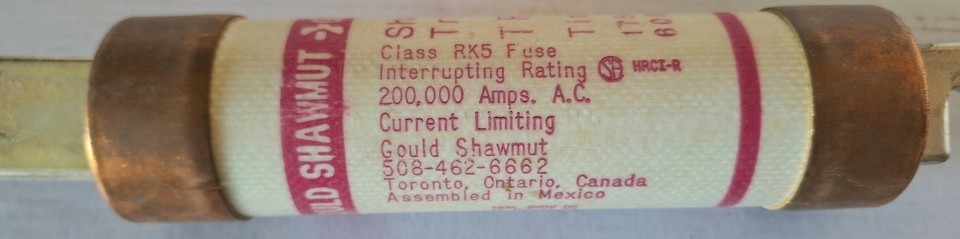 GOULD SHAWMUT
Class RK5 Fuse
Interrupting Rating SA HRCI-R
200,000 Amps. A.C.
Current Limiting
Gould Shawmut
508-462-6662
Toronto, Ontario, Canada
Assembled in Mexico